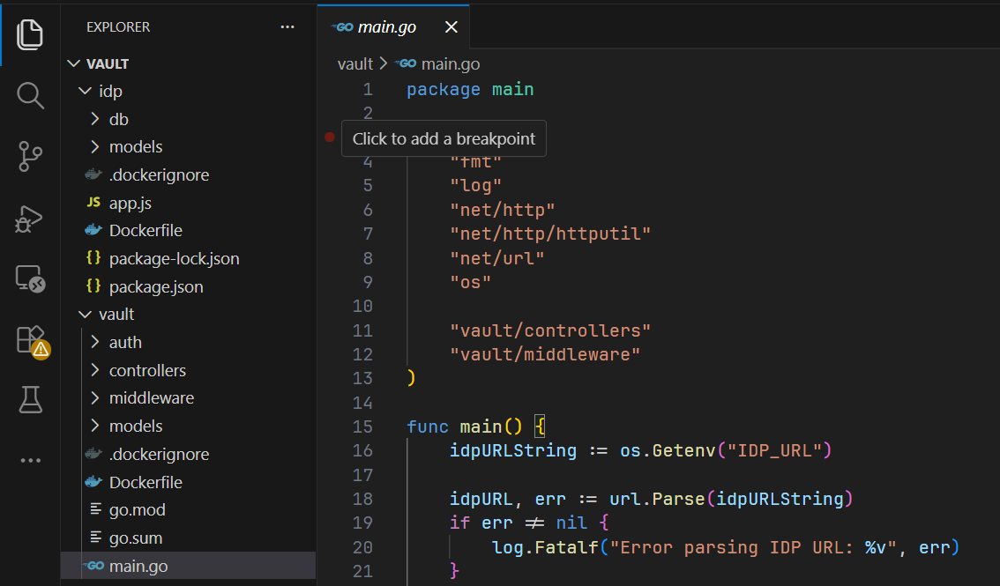 EXPLORER
VAULT
idp
db
models
.dockerignore
JS app.js
Dockerfile
{} package-lock.json
{} package.json
vault
auth
controllers
middleware
models
.dockerignore
Dockerfile
go.mod
go.sum
GO main.go
GO main.go
vault > GO main.go
1 package main
2
Click to add a breakpoint
4 "fmt"
5 "log"
6 "net/http"
7 "net/http/httputil"
8 "net/url"
9 "os"
10
11 "vault/controllers"
12 "vault/middleware"
13 )
14
15 func main() {
16 idpURLString := os.Getenv("IDP_URL")
17
18 idpURL, err := url.Parse(idpURLString)
19 if err != nil {
20 log.Fatalf("Error parsing IDP URL: %v", err)
21 }